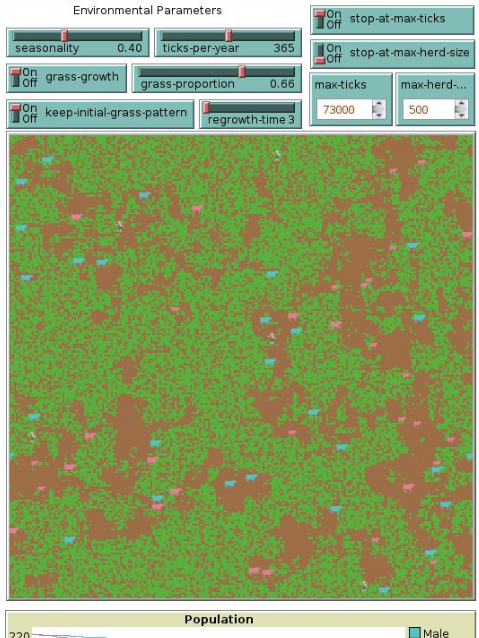 Environmental Parameters
seasonality 0.40
ticks-per-year 365
On
Off
stop-at-max-ticks
On
Off
stop-at-max-herd-size
On
Off
grass-growth
grass-proportion 0.66
On
Off
keep-initial-grass-pattern
regrowth-time 3
max-ticks
73000
max-herd-...
500
Population
220
Male